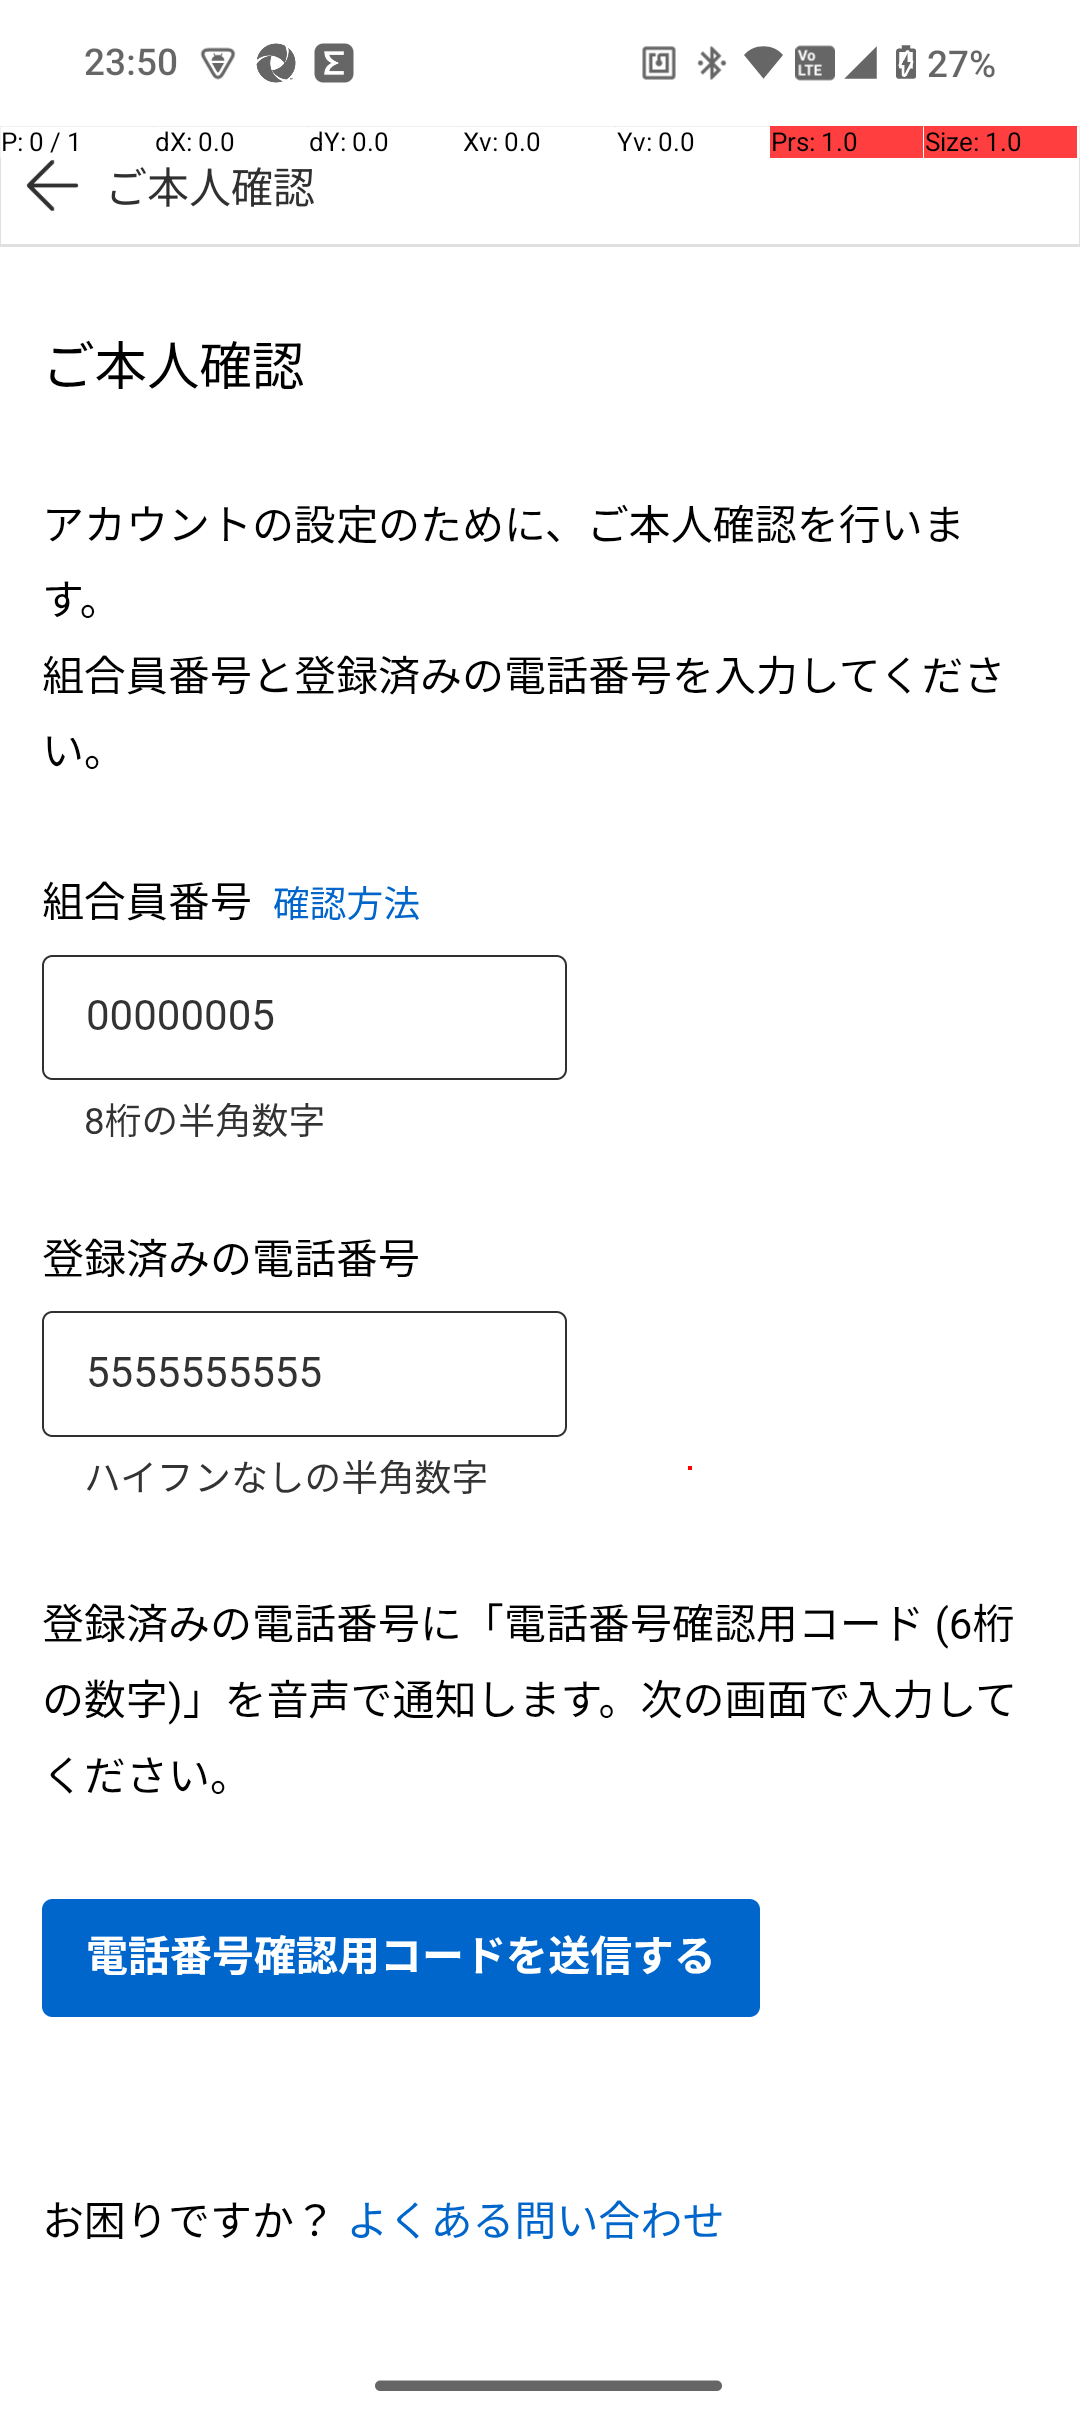 23:50
Vo LTE
27%
P: 0 / 1 dX: 0.0 dY: 0.0 Xv: 0.0 Yv: 0.0 Prs: 1.0 Size: 1.0
ご本人確認
ご本人確認
アカウントの設定のために、ご本人確認を行いま
す。
組合員番号と登録済みの電話番号を入力してくださ
い。
組合員番号 確認方法
00000005
8桁の半角数字
登録済みの電話番号
5555555555
ハイフンなしの半角数字
登録済みの電話番号に「電話番号確認用コード (6桁
の数字)」を音声で通知します。次の画面で入力して
ください。
電話番号確認用コードを送信する
お困りですか？ よくある問い合わせ